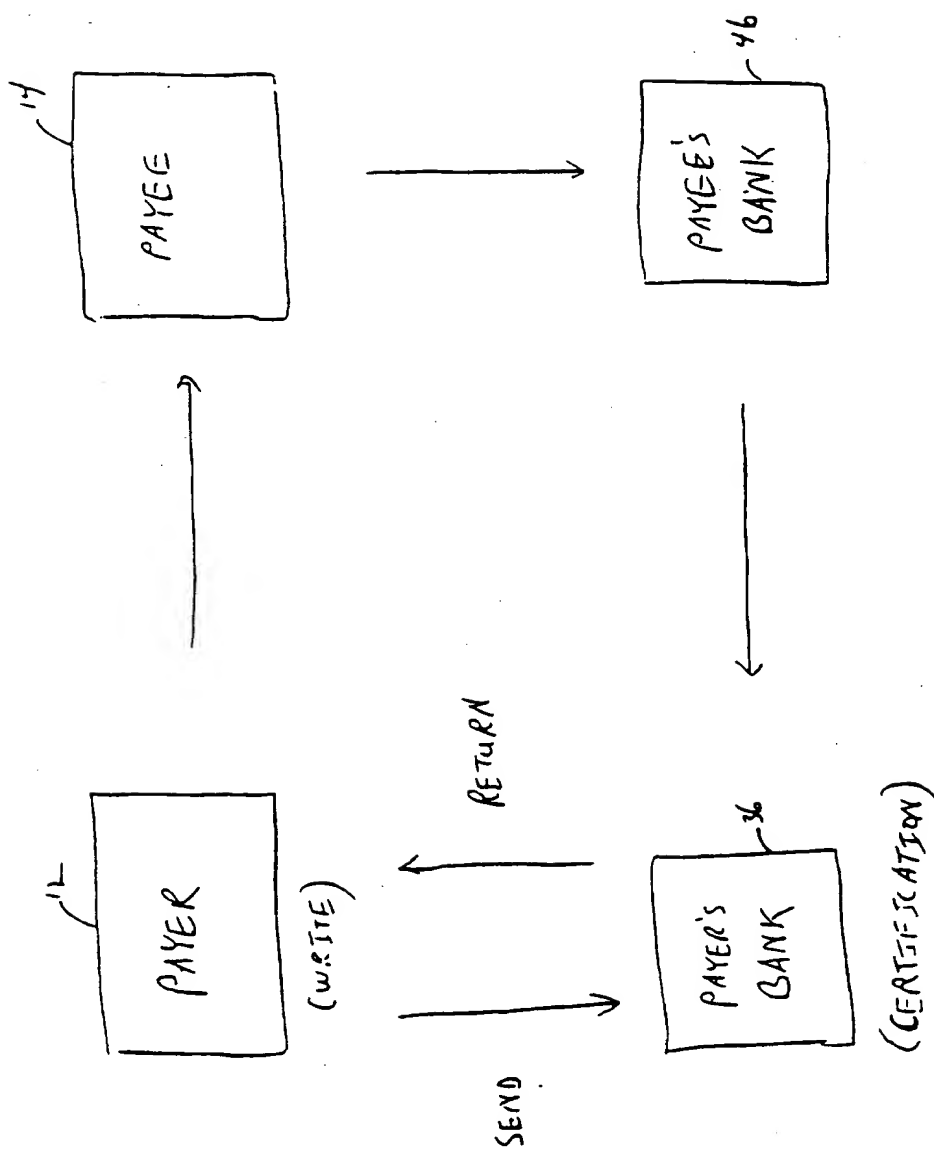 12
PAYER
(WRITE)
14
PAYEE
SEND
RETURN
36
PAYER'S
BANK
(CERTIFICATION)
46
PAYEE'S
BANK